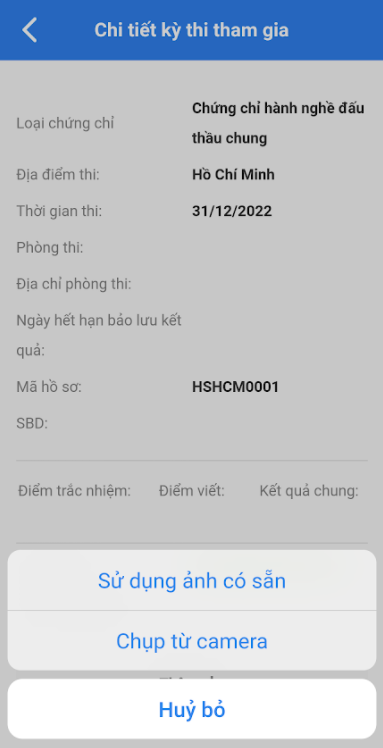 Chi tiết kỳ thi tham gia
Loại chứng chỉ
Chứng chỉ hành nghề đấu
thầu chung
Địa điểm thi:
Hồ Chí Minh
Thời gian thi:
31/12/2022
Phòng thi:
Địa chỉ phòng thi:
Ngày hết hạn bảo lưu kết
quả:
Mã hồ sơ:
HSHCM0001
SBD:
Điểm trắc nhiệm:
Điểm viết:
Kết quả chung:
Sử dụng ảnh có sẵn
Chụp từ camera
Huỷ bỏ